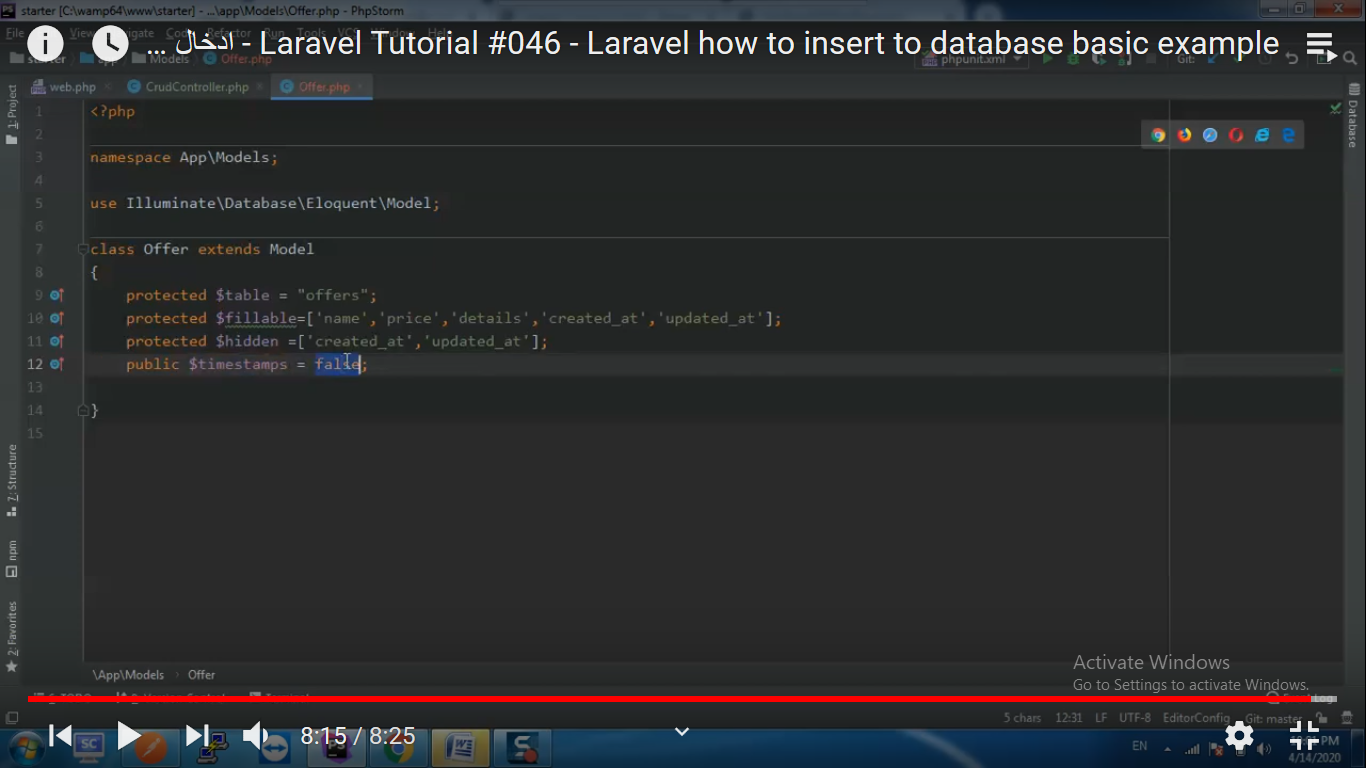 starter [C:\wamp64\www\starter] - ...\app\Models\Offer.php - PhpStorm
... ادخال - Laravel Tutorial #046 - Laravel how to insert to database basic example
Models Offer.php phpunit.xml Git:
web.php CrudController.php Offer.php
1: Project
Database
1 <?php
2
3 namespace App\Models;
4
5 use Illuminate\Database\Eloquent\Model;
6
7 class Offer extends Model
8 {
9 protected $table = "offers";
10 protected $fillable=['name','price','details','created_at','updated_at'];
11 protected $hidden =['created_at','updated_at'];
12 public $timestamps = false;
13
14 }
15
7: Structure
npm
2: Favorites
\App\Models › Offer
Activate Windows
Go to Settings to activate Windows.
5 chars 12:31 LF UTF-8 EditorConfig Git: master
8:15 / 8:25
EN
4/14/2020